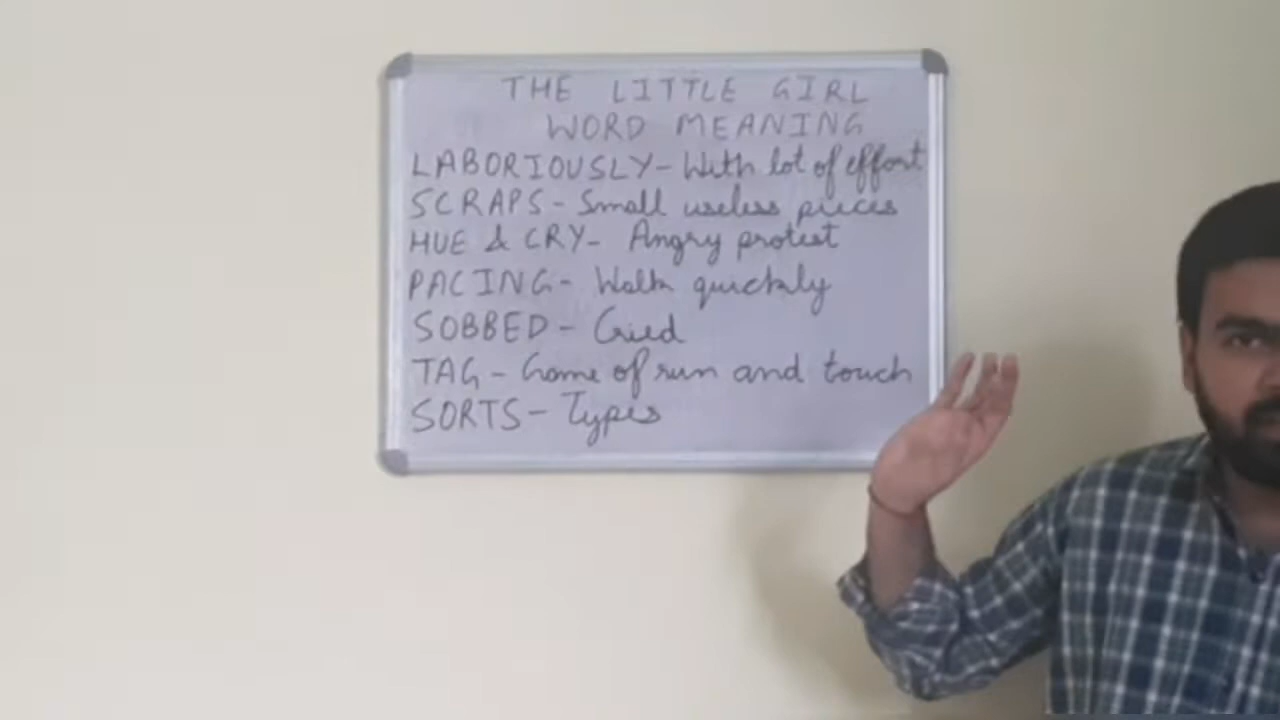 THE LITTLE GIRL
WORD MEANING
LABORIOUSLY - With lot of effort
SCRAPS - Small useless pieces
HUE & CRY - Angry protest
PACING - Walk quickly
SOBBED - Cried
TAG - Game of run and touch
SORTS - Types